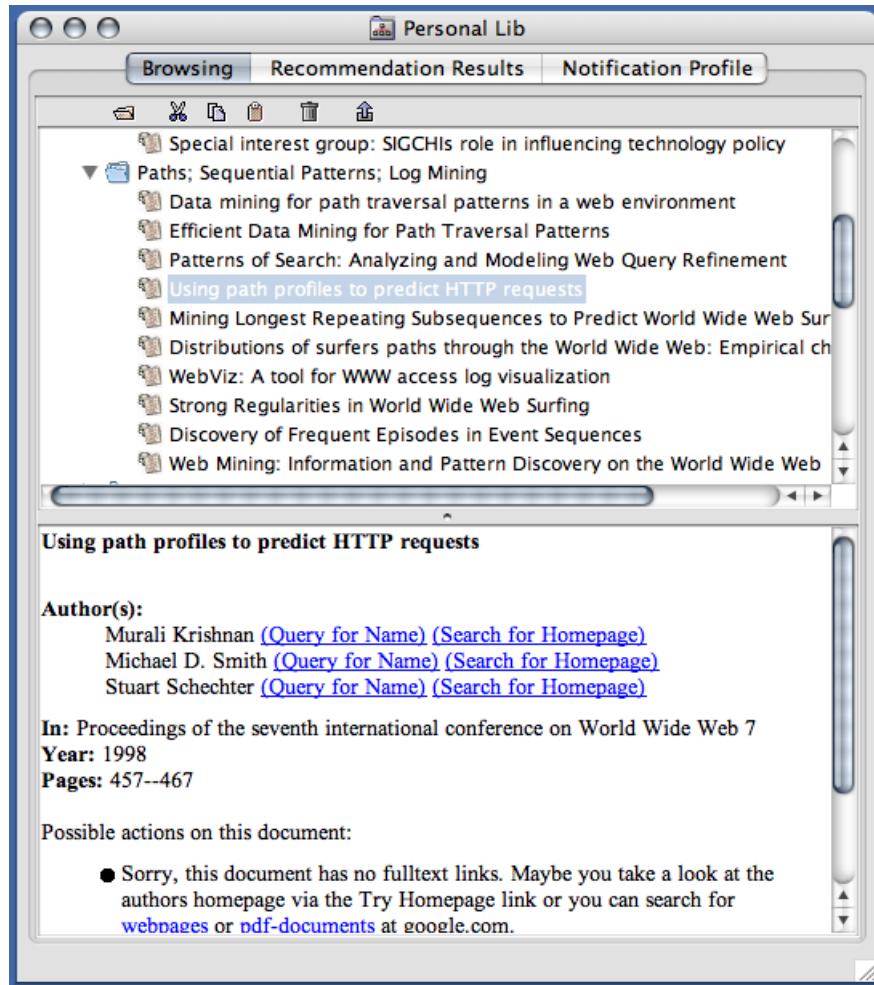 Personal Lib
Browsing Recommendation Results Notification Profile
Special interest group: SIGCHIs role in influencing technology policy
Paths; Sequential Patterns; Log Mining
Data mining for path traversal patterns in a web environment
Efficient Data Mining for Path Traversal Patterns
Patterns of Search: Analyzing and Modeling Web Query Refinement
Using path profiles to predict HTTP requests
Mining Longest Repeating Subsequences to Predict World Wide Web Sur
Distributions of surfers paths through the World Wide Web: Empirical ch
WebViz: A tool for WWW access log visualization
Strong Regularities in World Wide Web Surfing
Discovery of Frequent Episodes in Event Sequences
Web Mining: Information and Pattern Discovery on the World Wide Web
Using path profiles to predict HTTP requests
Author(s):
Murali Krishnan (Query for Name) (Search for Homepage)
Michael D. Smith (Query for Name) (Search for Homepage)
Stuart Schechter (Query for Name) (Search for Homepage)
In: Proceedings of the seventh international conference on World Wide Web 7
Year: 1998
Pages: 457--467
Possible actions on this document:
Sorry, this document has no fulltext links. Maybe you take a look at the
authors homepage via the Try Homepage link or you can search for
webpages or pdf-documents at google.com.